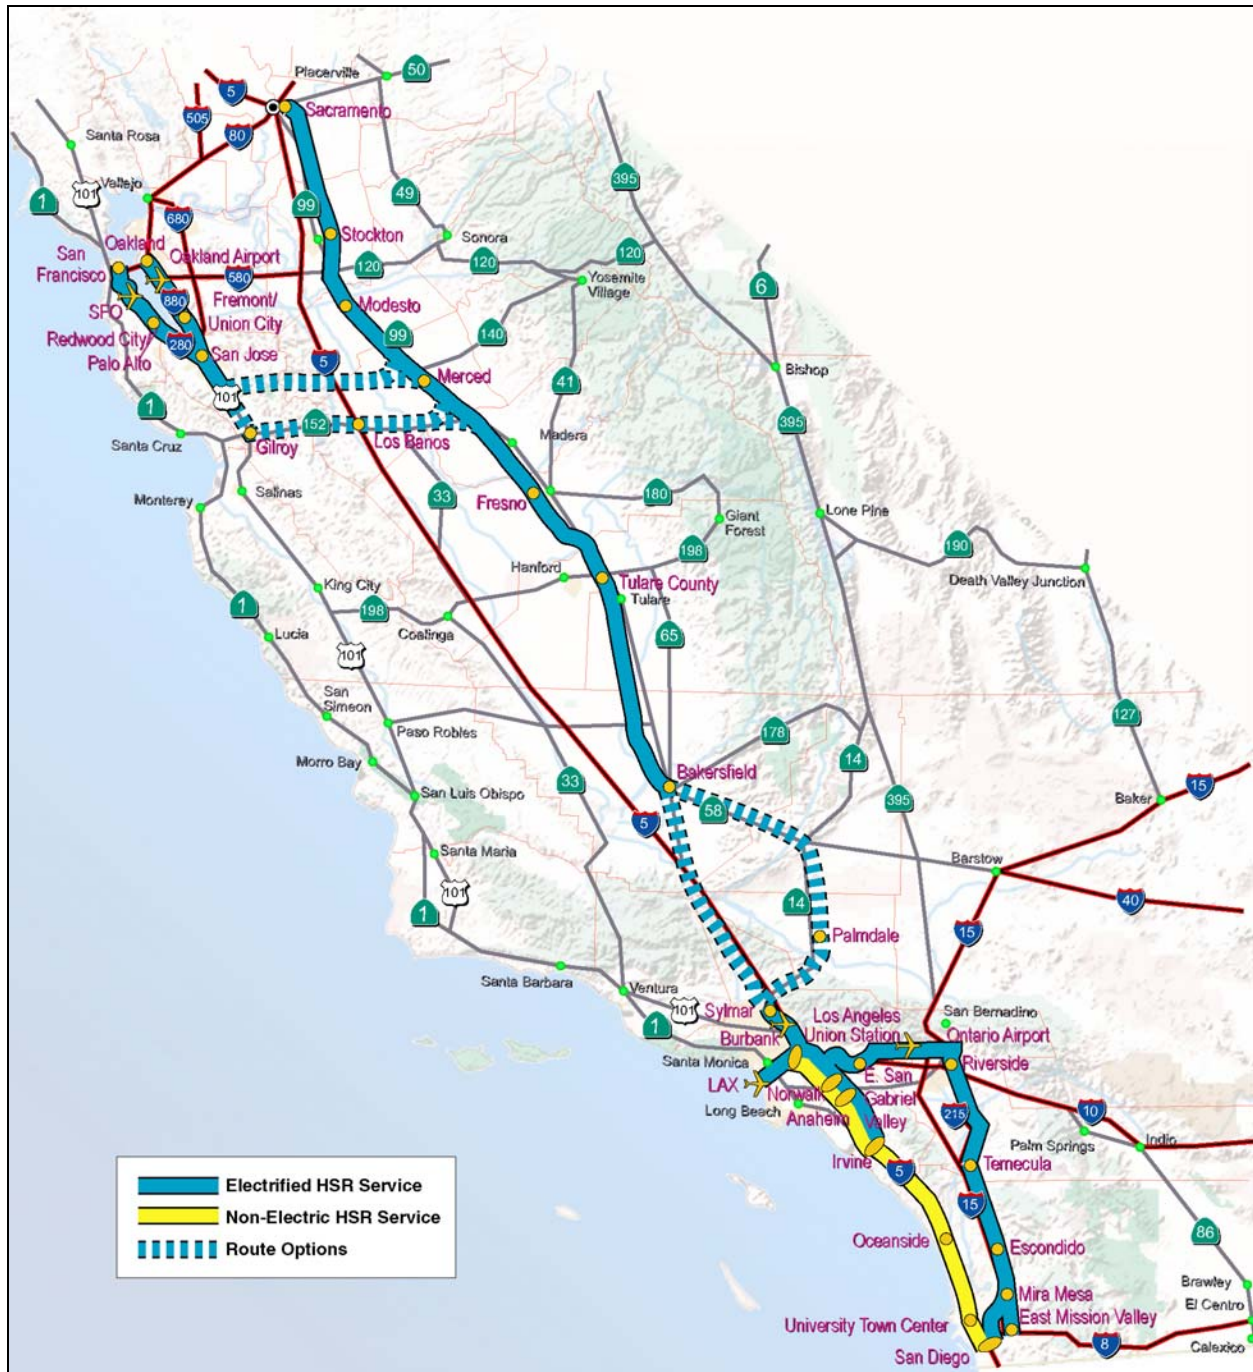 Placerville
50
5
Sacramento
505
80
Santa Rosa
395
101
Vallejo
1
49
99
680
Stockton
Sonora
Oakland
San
Francisco
Oakland Airport
580
120
120
120
Yosemite
Village
6
SFO
880
Fremont/
Union City
Modesto
Redwood City/
Palo Alto
280
San Jose
99
140
5
Bishop
101
Merced
41
1
395
Santa Cruz
Gilroy
152
Los Banos
Madera
Salinas
Monterey
33
Fresno
180
Giant
Forest
Lone Pine
198
190
Hanford
Death Valley Junction
Tulare County
King City
Tulare
1
198
Lucia
Coalinga
65
101
San
Simeon
127
Paso Robles
178
14
Morro Bay
Bakersfield
33
15
San Luis Obispo
58
395
Baker
5
Santa Maria
Barstow
101
14
40
1
15
Palmdale
Santa Barbara
Ventura
101
Sylmar
Los Angeles
Union Station
San Bernadino
1
Burbank
Ontario Airport
Santa Monica
Riverside
LAX
E. San
Gabriel
Valley
Norwalk
Long Beach
Anaheim
215
10
Palm Springs
Indio
Irvine
5
Temecula
Electrified HSR Service
15
Non-Electric HSR Service
86
Route Options
Oceanside
Escondido
Brawley
Mira Mesa
El Centro
University Town Center
East Mission Valley
8
San Diego
Calexico